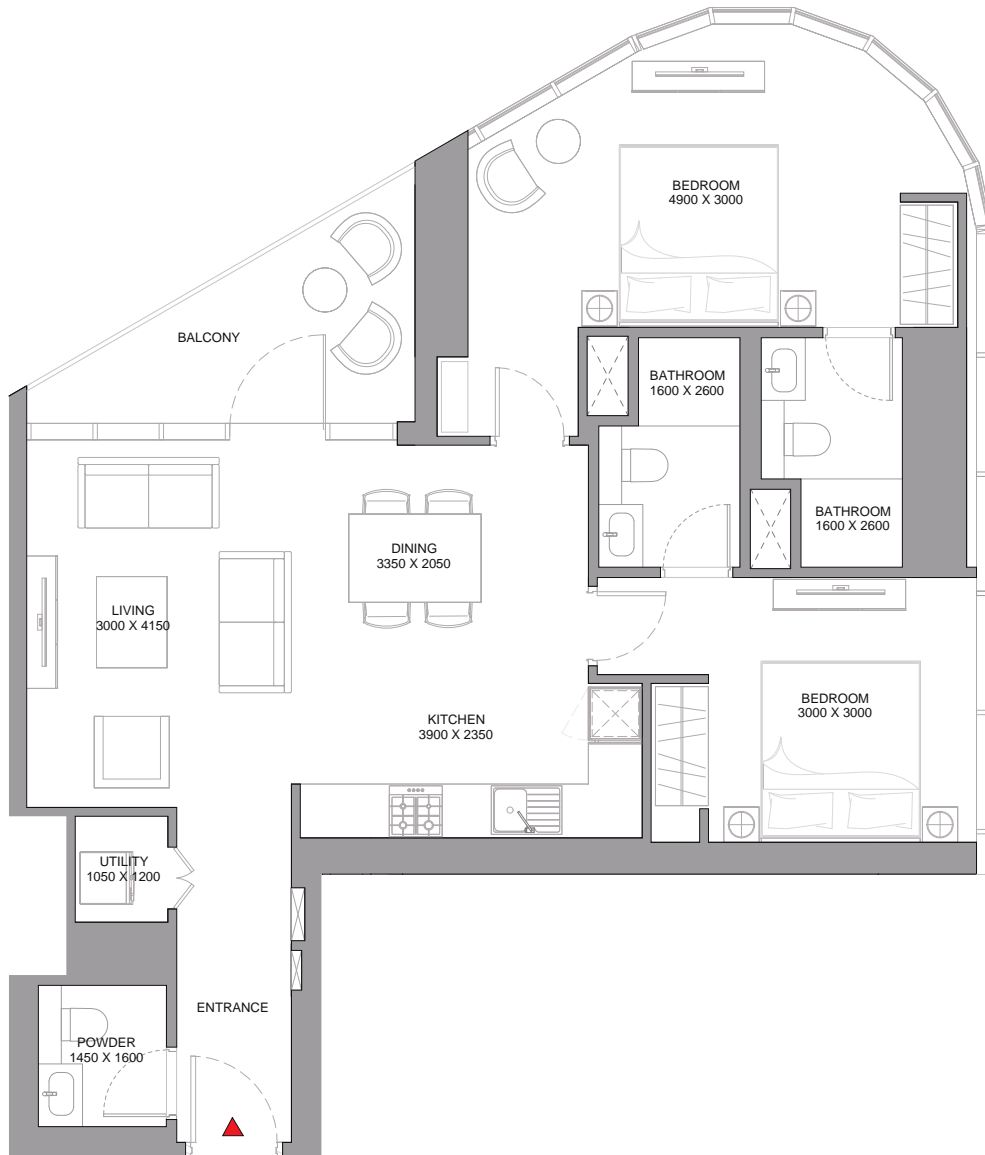 BEDROOM
4900 X 3000
BALCONY
BATHROOM
1600 X 2600
BATHROOM
1600 X 2600
DINING
3350 X 2050
LIVING
3000 X 4150
BEDROOM
3000 X 3000
KITCHEN
3900 X 2350
UTILITY
1050 X 1200
ENTRANCE
POWDER
1450 X 1600